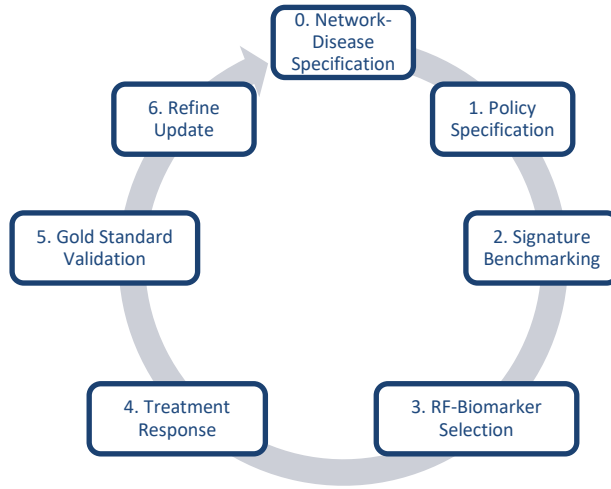 0. Network-
Disease
Specification
1. Policy
Specification
2. Signature
Benchmarking
3. RF-Biomarker
Selection
4. Treatment
Response
5. Gold Standard
Validation
6. Refine
Update